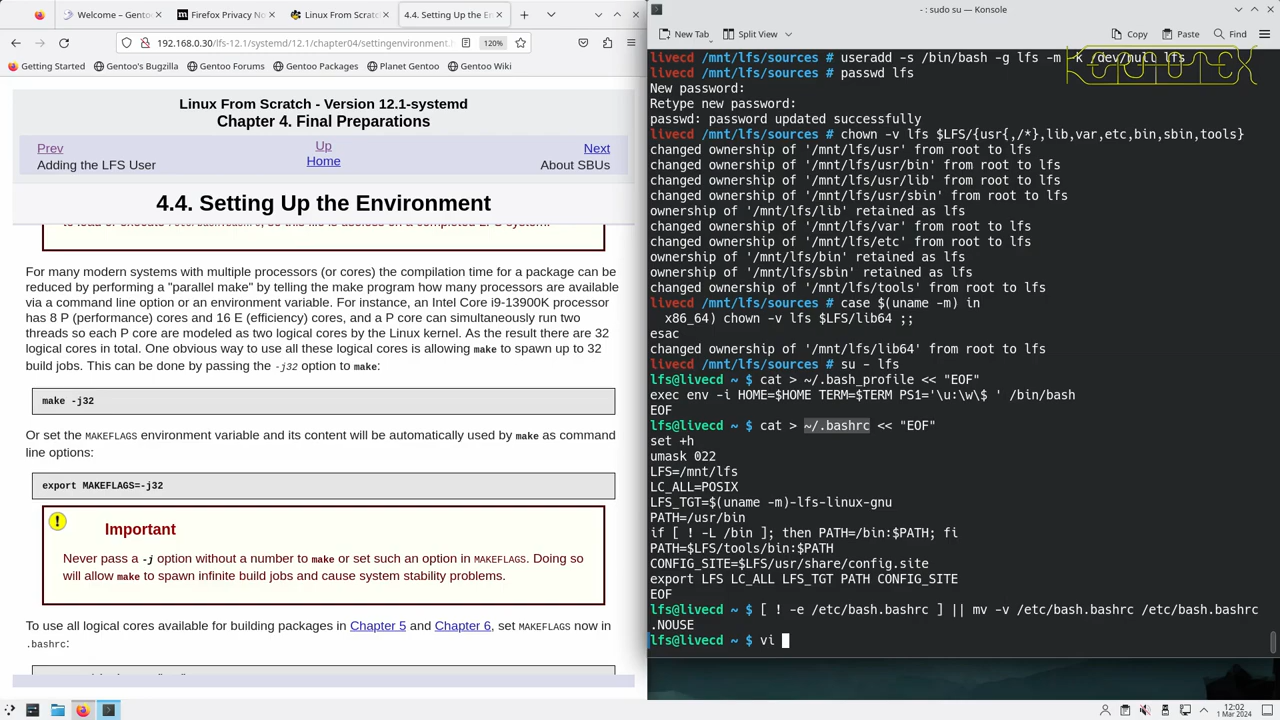 Welcome – Gento
Firefox Privacy No
Linux From Scratch
4.4. Setting Up the En
192.168.0.30/lfs-12.1/systemd/12.1/chapter04/settingenvironment.h
120%
Getting Started
Gentoo's Bugzilla
Gentoo Forums
Gentoo Packages
Planet Gentoo
Gentoo Wiki
Linux From Scratch - Version 12.1-systemd
Chapter 4. Final Preparations
Prev
Up
Next
Adding the LFS User
Home
About SBUs
4.4. Setting Up the Environment
For many modern systems with multiple processors (or cores) the compilation time for a package can be
reduced by performing a "parallel make" by telling the make program how many processors are available
via a command line option or an environment variable. For instance, an Intel Core i9-13900K processor
has 8 P (performance) cores and 16 E (efficiency) cores, and a P core can simultaneously run two
threads so each P core are modeled as two logical cores by the Linux kernel. As the result there are 32
logical cores in total. One obvious way to use all these logical cores is allowing make to spawn up to 32
build jobs. This can be done by passing the -j32 option to make:
make -j32
Or set the MAKEFLAGS environment variable and its content will be automatically used by make as command
line options:
export MAKEFLAGS=-j32
Important
Never pass a -j option without a number to make or set such an option in MAKEFLAGS. Doing so
will allow make to spawn infinite build jobs and cause system stability problems.
To use all logical cores available for building packages in Chapter 5 and Chapter 6, set MAKEFLAGS now in
.bashrc:
- : sudo su — Konsole
New Tab
Split View
Copy
Paste
Find
livecd /mnt/lfs/sources # useradd -s /bin/bash -g lfs -m -k /dev/null lfs
livecd /mnt/lfs/sources # passwd lfs
New password:
Retype new password:
passwd: password updated successfully
livecd /mnt/lfs/sources # chown -v lfs $LFS/{usr{,/*},lib,var,etc,bin,sbin,tools}
changed ownership of '/mnt/lfs/usr' from root to lfs
changed ownership of '/mnt/lfs/usr/bin' from root to lfs
changed ownership of '/mnt/lfs/usr/lib' from root to lfs
changed ownership of '/mnt/lfs/usr/sbin' from root to lfs
ownership of '/mnt/lfs/lib' retained as lfs
changed ownership of '/mnt/lfs/var' from root to lfs
changed ownership of '/mnt/lfs/etc' from root to lfs
ownership of '/mnt/lfs/bin' retained as lfs
ownership of '/mnt/lfs/sbin' retained as lfs
changed ownership of '/mnt/lfs/tools' from root to lfs
livecd /mnt/lfs/sources # case $(uname -m) in
x86_64) chown -v lfs $LFS/lib64 ;;
esac
changed ownership of '/mnt/lfs/lib64' from root to lfs
livecd /mnt/lfs/sources # su - lfs
lfs@livecd ~ $ cat > ~/.bash_profile << "EOF"
exec env -i HOME=$HOME TERM=$TERM PS1='\u:\w\$ ' /bin/bash
EOF
lfs@livecd ~ $ cat > ~/.bashrc << "EOF"
set +h
umask 022
LFS=/mnt/lfs
LC_ALL=POSIX
LFS_TGT=$(uname -m)-lfs-linux-gnu
PATH=/usr/bin
if [ ! -L /bin ]; then PATH=/bin:$PATH; fi
PATH=$LFS/tools/bin:$PATH
CONFIG_SITE=$LFS/usr/share/config.site
export LFS LC_ALL LFS_TGT PATH CONFIG_SITE
EOF
lfs@livecd ~ $ [ ! -e /etc/bash.bashrc ] || mv -v /etc/bash.bashrc /etc/bash.bashrc
.NOUSE
lfs@livecd ~ $ vi
12:02
1 Mar 2024